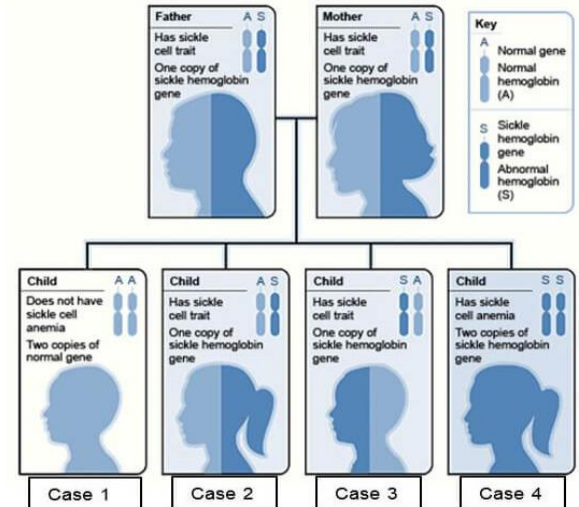 Father
A S
Has sickle
cell trait
One copy of
sickle hemoglobin
gene
Mother
A S
Has sickle
cell trait
One copy of
sickle hemoglobin
gene
Key
A
Normal gene
Normal
hemoglobin
(A)
S
Sickle
hemoglobin
gene
Abnormal
hemoglobin
(S)
Child
A A
Does not have
sickle cell
anemia
Two copies of
normal gene
Case 1
Child
A S
Has sickle
cell trait
One copy of
sickle hemoglobin
gene
Case 2
Child
S A
Has sickle
cell trait
One copy of
sickle hemoglobin
gene
Case 3
Child
S S
Has sickle
cell anemia
Two copies of
sickle hemoglobin
gene
Case 4